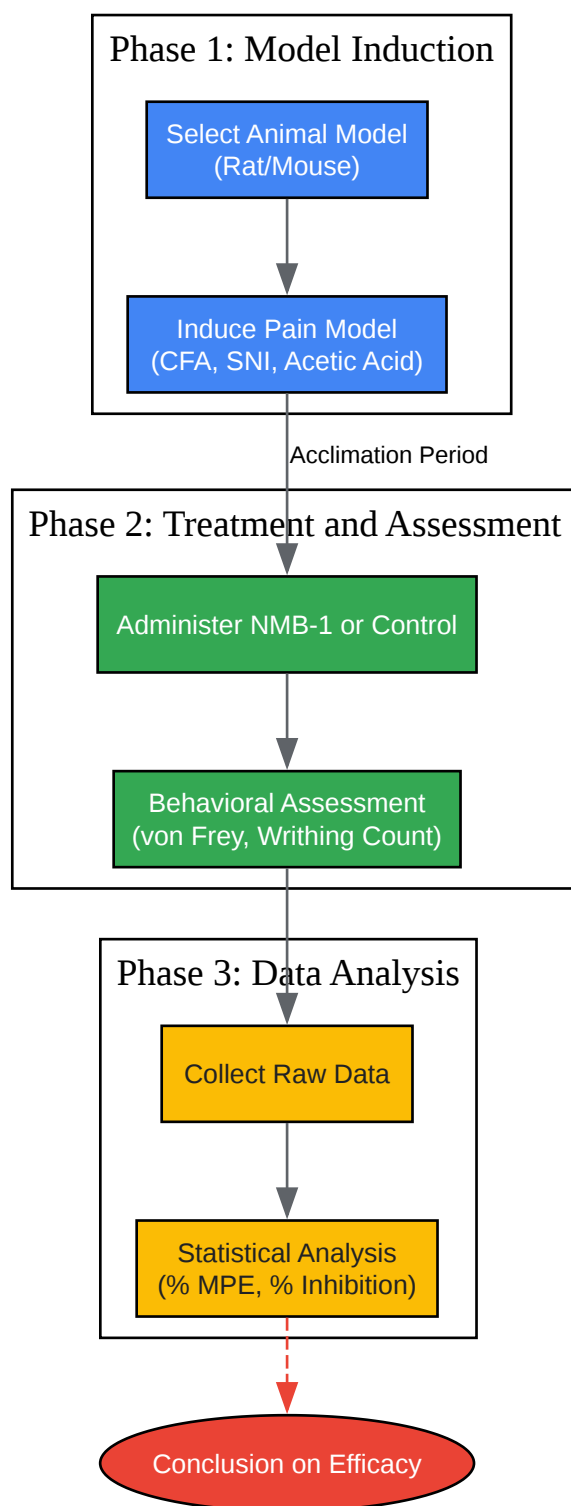 Phase 1: Model Induction
Select Animal Model
(Rat/Mouse)
Induce Pain Model
(CFA, SNI, Acetic Acid)
Acclimation Period
Phase 2: Treatment and Assessment
Administer NMB-1 or Control
Behavioral Assessment
(von Frey, Writhing Count)
Phase 3: Data Analysis
Collect Raw Data
Statistical Analysis
(% MPE, % Inhibition)
Conclusion on Efficacy